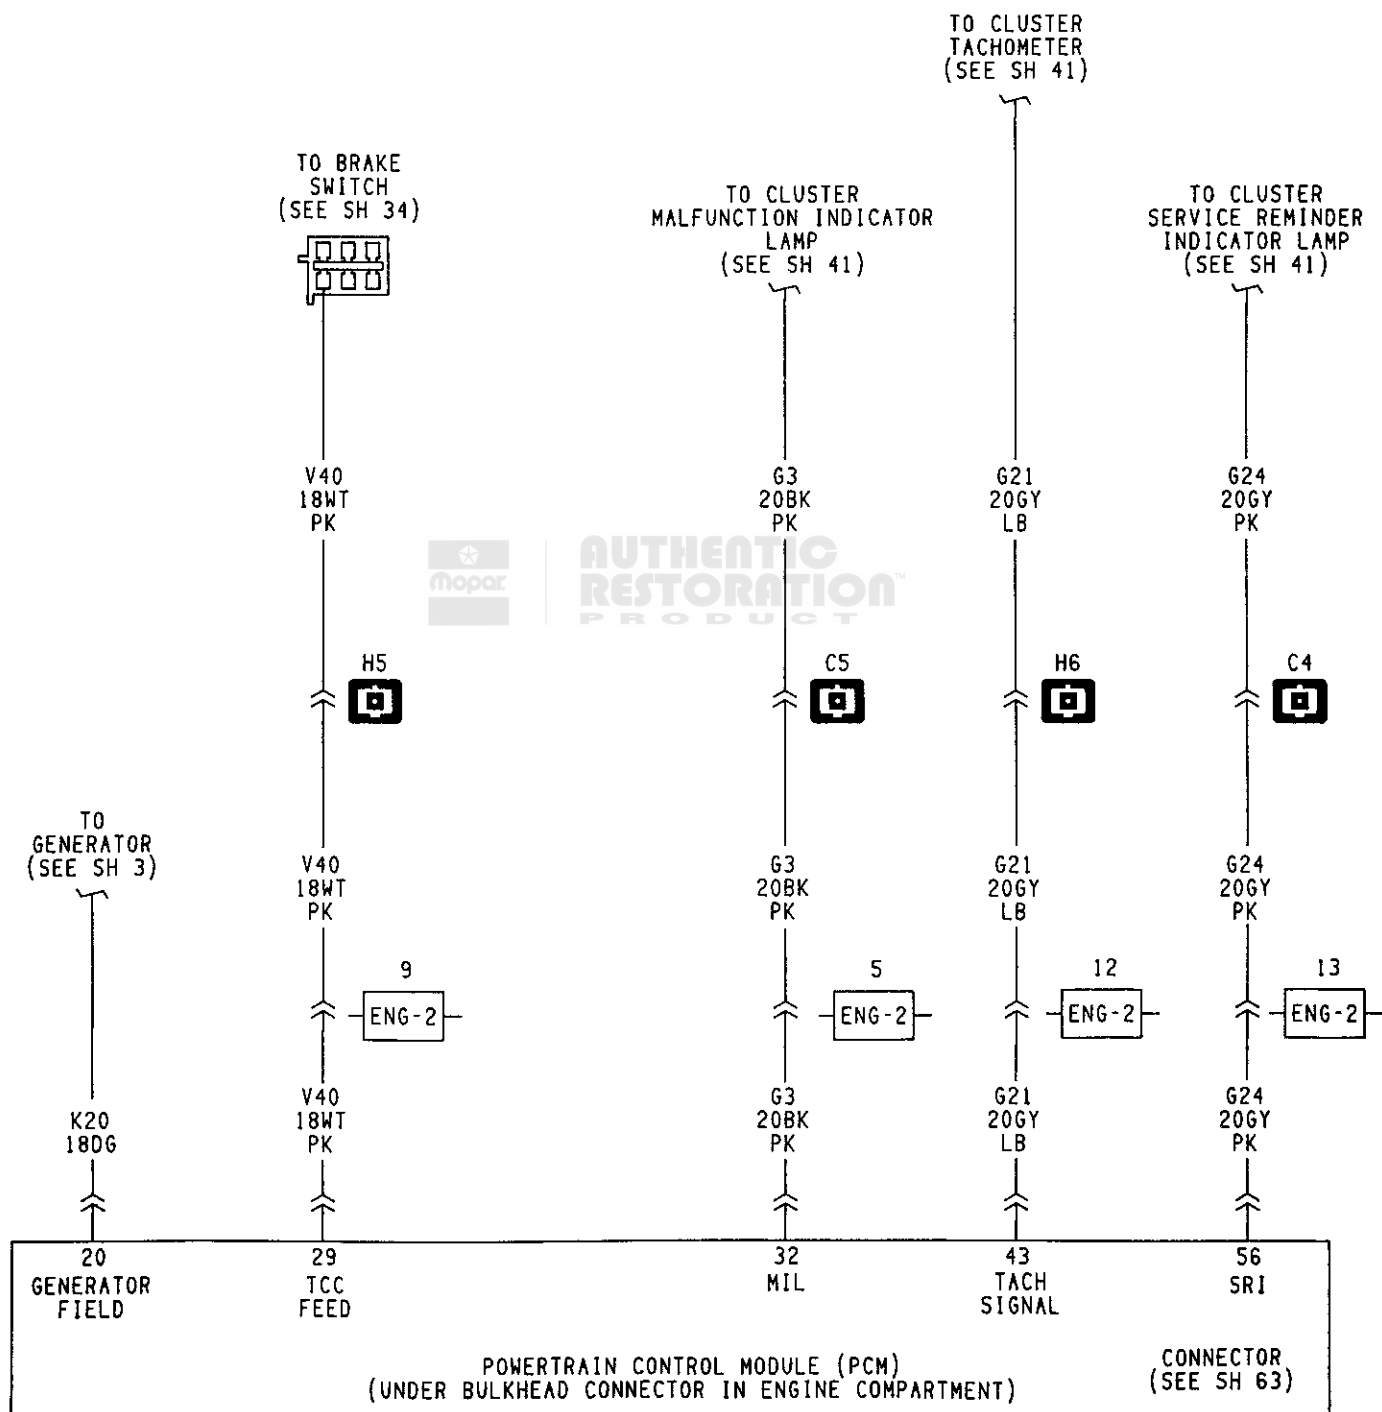 TO CLUSTER
TACHOMETER
(SEE SH 41)
TO BRAKE
SWITCH
(SEE SH 34)
TO CLUSTER
MALFUNCTION INDICATOR
LAMP
(SEE SH 41)
TO CLUSTER
SERVICE REMINDER
INDICATOR LAMP
(SEE SH 41)
V40
18WT
PK
G3
20BK
PK
G21
20GY
LB
G24
20GY
PK
Mopar
AUTHENTIC
RESTORATION™
PRODUCT
H5
C5
H6
C4
TO
GENERATOR
(SEE SH 3)
V40
18WT
PK
G3
20BK
PK
G21
20GY
LB
G24
20GY
PK
9
ENG-2
5
ENG-2
12
ENG-2
13
ENG-2
K20
18DG
V40
18WT
PK
G3
20BK
PK
G21
20GY
LB
G24
20GY
PK
20
GENERATOR
FIELD
29
TCC
FEED
32
MIL
43
TACH
SIGNAL
56
SRI
POWERTRAIN CONTROL MODULE (PCM)
(UNDER BULKHEAD CONNECTOR IN ENGINE COMPARTMENT)
CONNECTOR
(SEE SH 63)